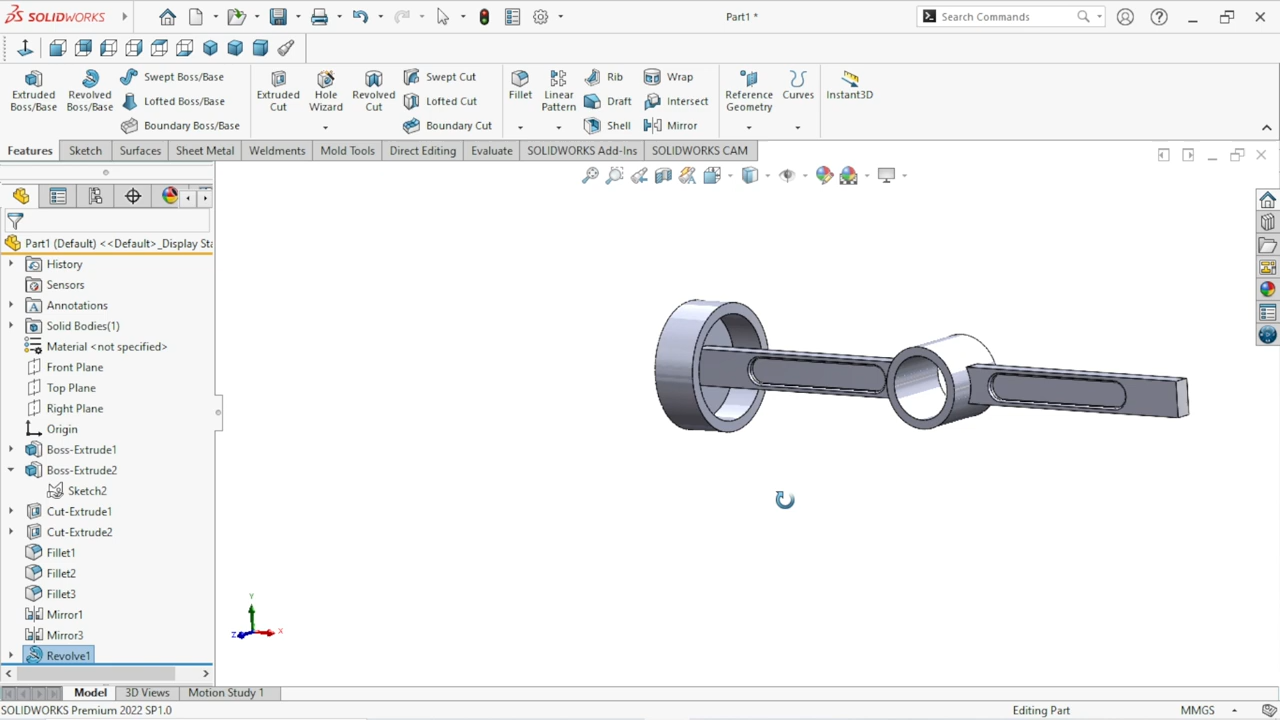 SOLIDWORKS
Part1 *
Search Commands
Extruded Boss/Base
Revolved Boss/Base
Swept Boss/Base
Lofted Boss/Base
Boundary Boss/Base
Extruded Cut
Hole Wizard
Revolved Cut
Swept Cut
Lofted Cut
Boundary Cut
Fillet
Linear Pattern
Rib
Draft
Shell
Wrap
Intersect
Mirror
Reference Geometry
Curves
Instant3D
Features Sketch Surfaces Sheet Metal Weldments Mold Tools Direct Editing Evaluate SOLIDWORKS Add-Ins SOLIDWORKS CAM
Part1 (Default) <<Default>_Display Sta
History
Sensors
Annotations
Solid Bodies(1)
Material <not specified>
Front Plane
Top Plane
Right Plane
Origin
Boss-Extrude1
Boss-Extrude2
Sketch2
Cut-Extrude1
Cut-Extrude2
Fillet1
Fillet2
Fillet3
Mirror1
Mirror3
Revolve1
Y
Z
X
Model 3D Views Motion Study 1
SOLIDWORKS Premium 2022 SP1.0
Editing Part
MMGS